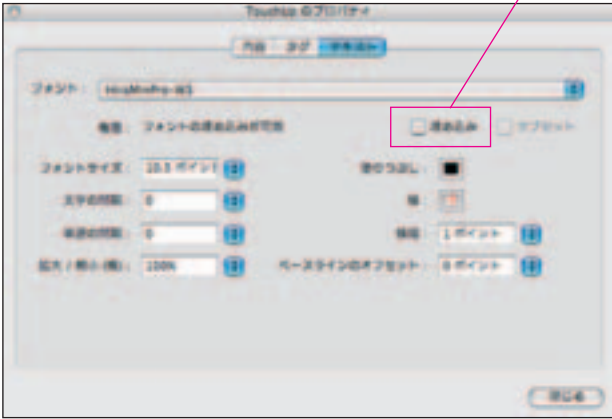 TouchUp のプロパティ
内容 タグ テキスト
フォント : HiraMinPro-W3
権限 : フォントの埋め込みが可能 埋め込み サブセット
フォントサイズ : 10.5 ポイント 塗りつぶし :
文字の間隔 : 0 線 :
単語の間隔 : 0 線幅 : 1 ポイント
拡大 / 縮小 (幅) : 100% ベースラインのオフセット : 0 ポイント
閉じる